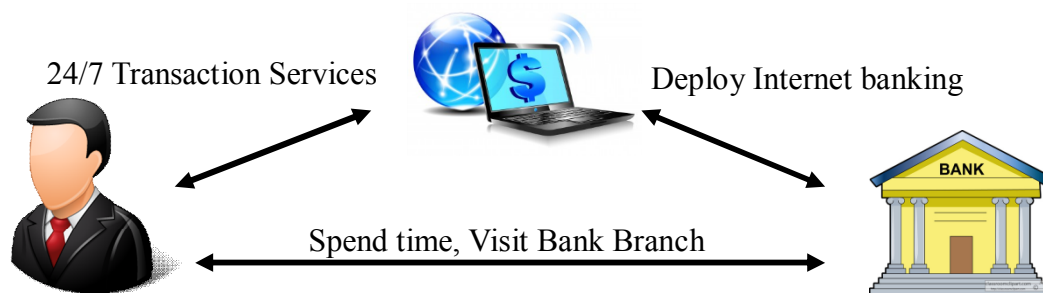 24/7 Transaction Services
$
Deploy Internet banking
BANK
Spend time, Visit Bank Branch